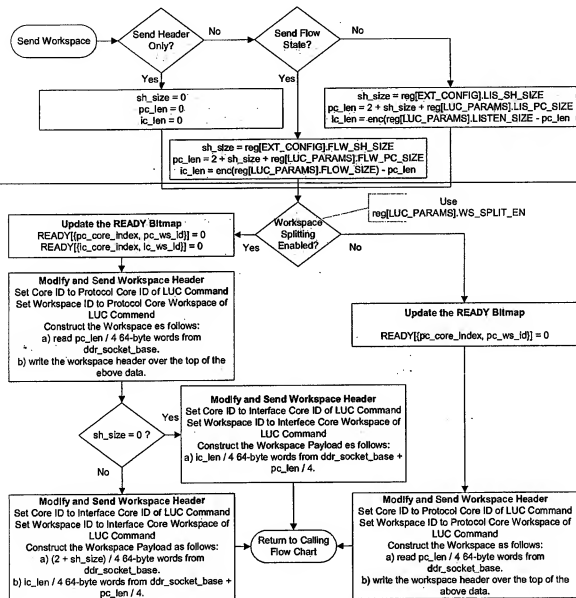 Send Workspace
Send Header
Only?
No
Send Flow
State?
No
Yes
Yes
sh_size = 0
pc_len = 0
ic_len = 0
sh_size = reg[EXT_CONFIG].LIS_SH_SIZE
pc_len = 2 + sh_size + reg[LUC_PARAMS].LIS_PC_SIZE
ic_len = enc(reg[LUC_PARAMS].LISTEN_SIZE - pc_len
sh_size = reg[EXT_CONFIG].FLW_SH_SIZE
pc_len = 2 + sh_size + reg[LUC_PARAMS].FLW_PC_SIZE
ic_len = enc(reg[LUC_PARAMS].FLOW_SIZE) - pc_len
Use
reg[LUC_PARAMS].WS_SPLIT_EN
Workspace
Splitting
Enabled?
Yes
No
Update the READY Bitmap
READY[{pc_core_index, pc_ws_id}] = 0
READY[{ic_core_index, ic_ws_id}] = 0
Update the READY Bitmap
READY[{pc_core_index, pc_ws_id}] = 0
Modify and Send Workspace Header
Set Core ID to Protocol Core ID of LUC Command
Set Workspace ID to Protocol Core Workspace of
LUC Commend
Construct the Workspace es follows:
a) read pc_len / 4 64-byte words from
ddr_socket_base.
b) write the workspace header over the top of the
ebove data.
sh_size = 0 ?
Yes
No
Modify and Send Workspace Header
Set Core ID to Interface Core ID of LUC Command
Set Workspace ID to Interfece Core Workspace of
LUC Command
Construct the Workspace Payload es follows:
a) ic_len / 4 64-byte words from ddr_socket_base +
pc_len / 4.
Modify and Send Workspace Header
Set Core ID to Interface Core ID of LUC Command
Set Workspace ID to Interface Core Workspace of
LUC Command
Construct the Workspace Payload as follows:
a) (2 + sh_size) / 4 64-byte words from
ddr_socket_base.
b) ic_len / 4 64-byte words from ddr_socket_base +
pc_len / 4.
Return to Calling
Flow Chart
Modify and Send Workspace Header
Set Core ID to Protocol Core ID of LUC Command
Set Workspace ID to Protocol Core Workspace of
LUC Command
Construct the Workspace as follows:
a) read pc_len / 4 64-byte words from
ddr_socket_base.
b) write the workspace header over the top of the
above data.